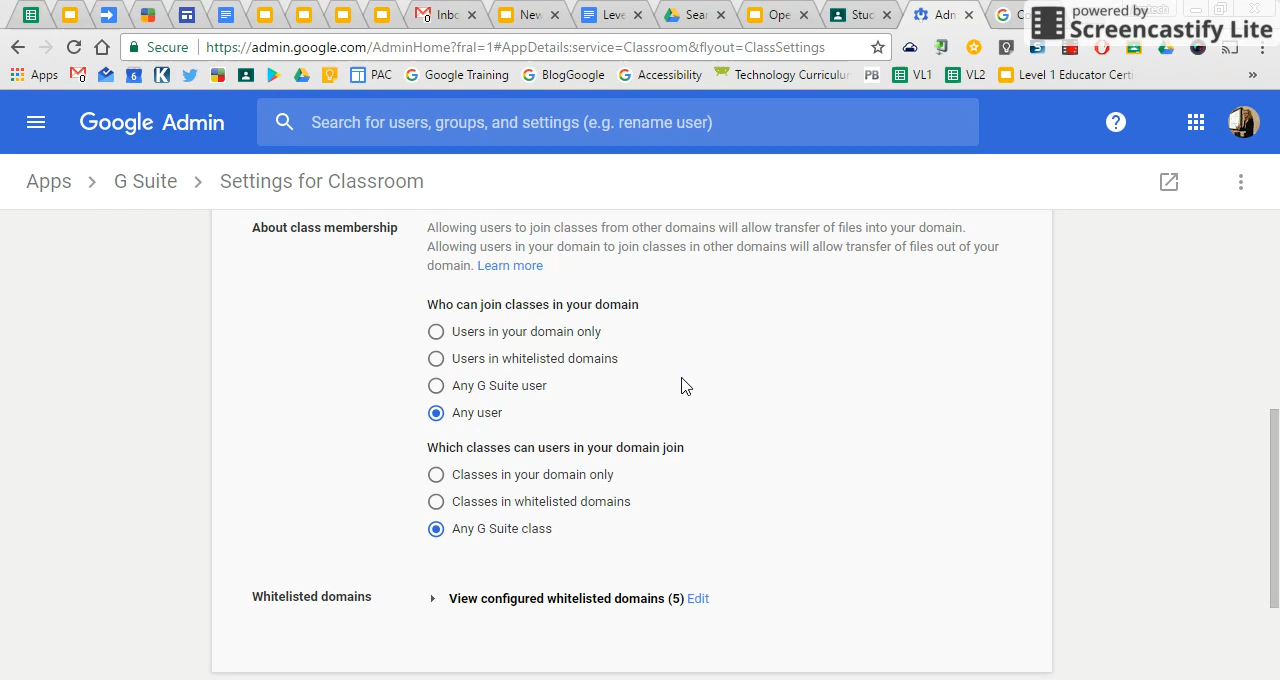 Inbc
New
Leve
Sear
Ope
Stuc
Adn
powered by
Screencastify Lite
Secure
https://admin.google.com/AdminHome?fral=1#AppDetails:service=Classroom&flyout=ClassSettings
Apps
6
PAC
Google Training
BlogGoogle
Accessibility
Technology Curriculu
PB
VL1
VL2
Level 1 Educator Cert
»
Google Admin
Search for users, groups, and settings (e.g. rename user)
Apps > G Suite > Settings for Classroom
About class membership
Allowing users to join classes from other domains will allow transfer of files into your domain.
Allowing users in your domain to join classes in other domains will allow transfer of files out of your
domain. Learn more
Who can join classes in your domain
Users in your domain only
Users in whitelisted domains
Any G Suite user
Any user
Which classes can users in your domain join
Classes in your domain only
Classes in whitelisted domains
Any G Suite class
Whitelisted domains
View configured whitelisted domains (5) Edit